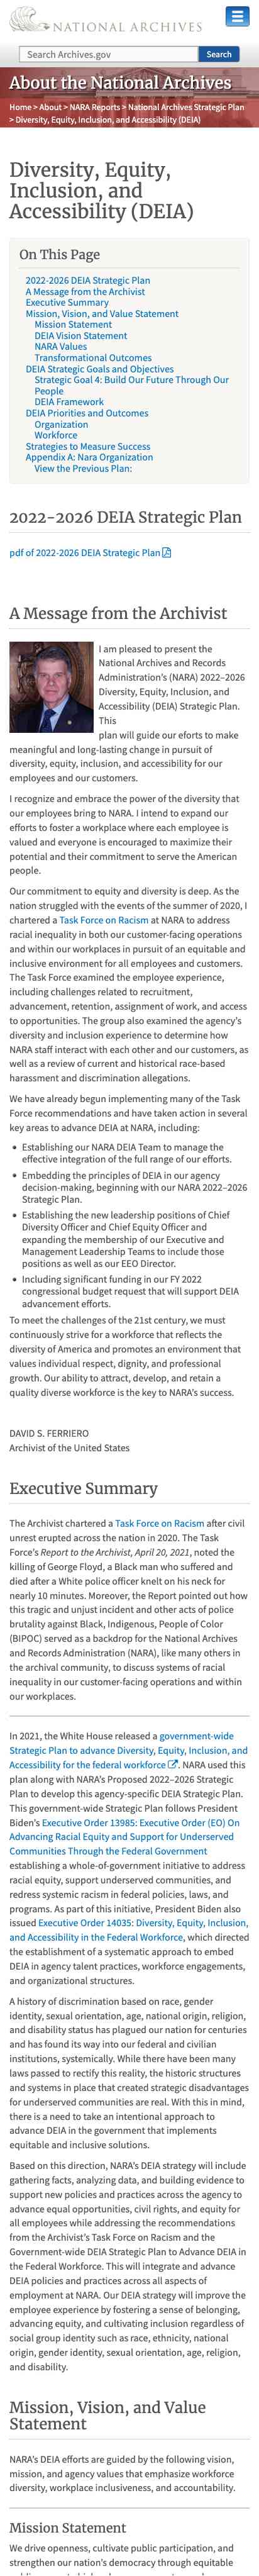 NATIONAL ARCHIVES
Search Archives.gov
Search
About the National Archives
Home > About > NARA Reports > National Archives Strategic Plan
> Diversity, Equity, Inclusion, and Accessibility (DEIA)
Diversity, Equity,
Inclusion, and
Accessibility (DEIA)
On This Page
2022-2026 DEIA Strategic Plan
A Message from the Archivist
Executive Summary
Mission, Vision, and Value Statement
Mission Statement
DEIA Vision Statement
NARA Values
Transformational Outcomes
DEIA Strategic Goals and Objectives
Strategic Goal 4: Build Our Future Through Our
People
DEIA Framework
DEIA Priorities and Outcomes
Organization
Workforce
Strategies to Measure Success
Appendix A: Nara Organization
View the Previous Plan:
2022-2026 DEIA Strategic Plan
pdf of 2022-2026 DEIA Strategic Plan
A Message from the Archivist
I am pleased to present the
National Archives and Records
Administration's (NARA) 2022–2026
Diversity, Equity, Inclusion, and
Accessibility (DEIA) Strategic Plan.
This
plan will guide our efforts to make
meaningful and long-lasting change in pursuit of
diversity, equity, inclusion, and accessibility for our
employees and our customers.
I recognize and embrace the power of the diversity that
our employees bring to NARA. I intend to expand our
efforts to foster a workplace where each employee is
valued and everyone is encouraged to maximize their
potential and their commitment to serve the American
people.
Our commitment to equity and diversity is deep. As the
nation struggled with the events of the summer of 2020, I
chartered a Task Force on Racism at NARA to address
racial inequality in both our customer-facing operations
and within our workplaces in pursuit of an equitable and
inclusive environment for all employees and customers.
The Task Force examined the employee experience,
including challenges related to recruitment,
advancement, retention, assignment of work, and access
to opportunities. The group also examined the agency's
diversity and inclusion experience to determine how
NARA staff interact with each other and our customers, as
well as a review of current and historical race-based
harassment and discrimination allegations.
We have already begun implementing many of the Task
Force recommendations and have taken action in several
key areas to advance DEIA at NARA, including:
• Establishing our NARA DEIA Team to manage the
effective integration of the full range of our efforts.
• Embedding the principles of DEIA in our agency
decision-making, beginning with our NARA 2022–2026
Strategic Plan.
• Establishing the new leadership positions of Chief
Diversity Officer and Chief Equity Officer and
expanding the membership of our Executive and
Management Leadership Teams to include those
positions as well as our EEO Director.
• Including significant funding in our FY 2022
congressional budget request that will support DEIA
advancement efforts.
To meet the challenges of the 21st century, we must
continuously strive for a workforce that reflects the
diversity of America and promotes an environment that
values individual respect, dignity, and professional
growth. Our ability to attract, develop, and retain a
quality diverse workforce is the key to NARA's success.
DAVID S. FERRIERO
Archivist of the United States
Executive Summary
The Archivist chartered a Task Force on Racism after civil
unrest erupted across the nation in 2020. The Task
Force's Report to the Archivist, April 20, 2021, noted the
killing of George Floyd, a Black man who suffered and
died after a White police officer knelt on his neck for
nearly 10 minutes. Moreover, the Report pointed out how
this tragic and unjust incident and other acts of police
brutality against Black, Indigenous, People of Color
(BIPOC) served as a backdrop for the National Archives
and Records Administration (NARA), like many others in
the archival community, to discuss systems of racial
inequality in our customer-facing operations and within
our workplaces.
In 2021, the White House released a government-wide
Strategic Plan to advance Diversity, Equity, Inclusion, and
Accessibility for the federal workforce. NARA used this
plan along with NARA's Proposed 2022–2026 Strategic
Plan to develop this agency-specific DEIA Strategic Plan.
This government-wide Strategic Plan follows President
Biden's Executive Order 13985: Executive Order (EO) On
Advancing Racial Equity and Support for Underserved
Communities Through the Federal Government
establishing a whole-of-government initiative to address
racial equity, support underserved communities, and
redress systemic racism in federal policies, laws, and
programs. As part of this initiative, President Biden also
issued Executive Order 14035: Diversity, Equity, Inclusion,
and Accessibility in the Federal Workforce, which directed
the establishment of a systematic approach to embed
DEIA in agency talent practices, workforce engagements,
and organizational structures.
A history of discrimination based on race, gender
identity, sexual orientation, age, national origin, religion,
and disability status has plagued our nation for centuries
and has found its way into our federal and civilian
institutions, systemically. While there have been many
laws passed to rectify this reality, the historic structures
and systems in place that created strategic disadvantages
for underserved communities are real. With this in mind,
there is a need to take an intentional approach to
advance DEIA in the government that implements
equitable and inclusive solutions.
Based on this direction, NARA's DEIA strategy will include
gathering facts, analyzing data, and building evidence to
support new policies and practices across the agency to
advance equal opportunities, civil rights, and equity for
all employees while addressing the recommendations
from the Archivist's Task Force on Racism and the
Government-wide DEIA Strategic Plan to Advance DEIA in
the Federal Workforce. This will integrate and advance
DEIA policies and practices across all aspects of
employment at NARA. Our DEIA strategy will improve the
employee experience by fostering a sense of belonging,
advancing equity, and cultivating inclusion regardless of
social group identity such as race, ethnicity, national
origin, gender identity, sexual orientation, age, religion,
and disability.
Mission, Vision, and Value
Statement
NARA's DEIA efforts are guided by the following vision,
mission, and agency values that emphasize workforce
diversity, workplace inclusiveness, and accountability.
Mission Statement
We drive openness, cultivate public participation, and
strengthen our nation's democracy through equitable